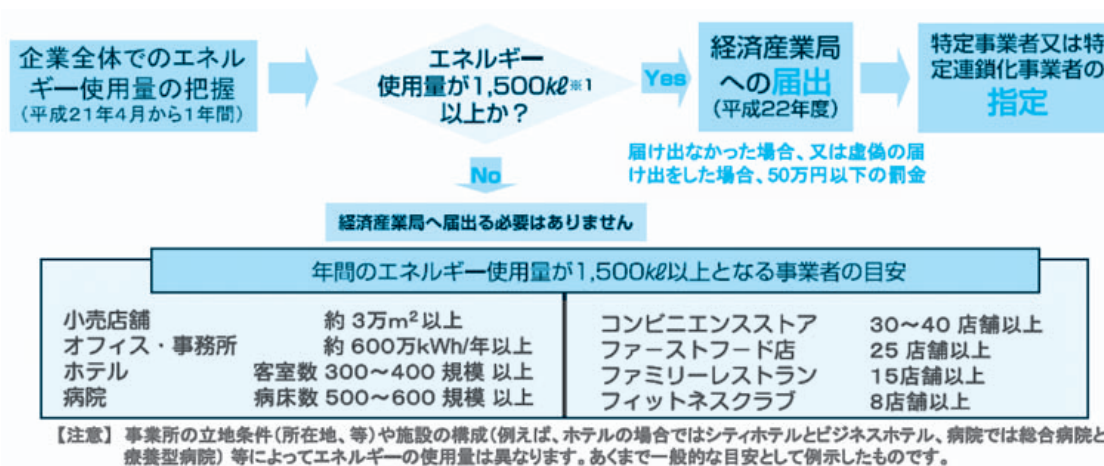 企業全体でのエネル
ギー使用量の把握
(平成21年4月から1年間)
エネルギー
使用量が1,500kℓ※1
以上か?
Yes
経済産業局
への届出
(平成22年度)
特定事業者又は特
定連鎖化事業者の
指定
届け出なかった場合、又は虚偽の届
け出をした場合、50万円以下の罰金
No
経済産業局へ届出る必要はありません
年間のエネルギー使用量が1,500kℓ以上となる事業者の目安
小売店舗 約 3万m²以上
オフィス・事務所 約 600万kWh/年以上
ホテル 客室数 300〜400 規模 以上
病院 病床数 500〜600 規模 以上
コンビニエンスストア 30〜40 店舗以上
ファーストフード店 25 店舗以上
ファミリーレストラン 15店舗以上
フィットネスクラブ 8店舗以上
【注意】 事業所の立地条件(所在地、等)や施設の構成(例えば、ホテルの場合ではシティホテルとビジネスホテル、病院では総合病院と
療養型病院) 等によってエネルギーの使用量は異なります。あくまで一般的な目安として例示したものです。